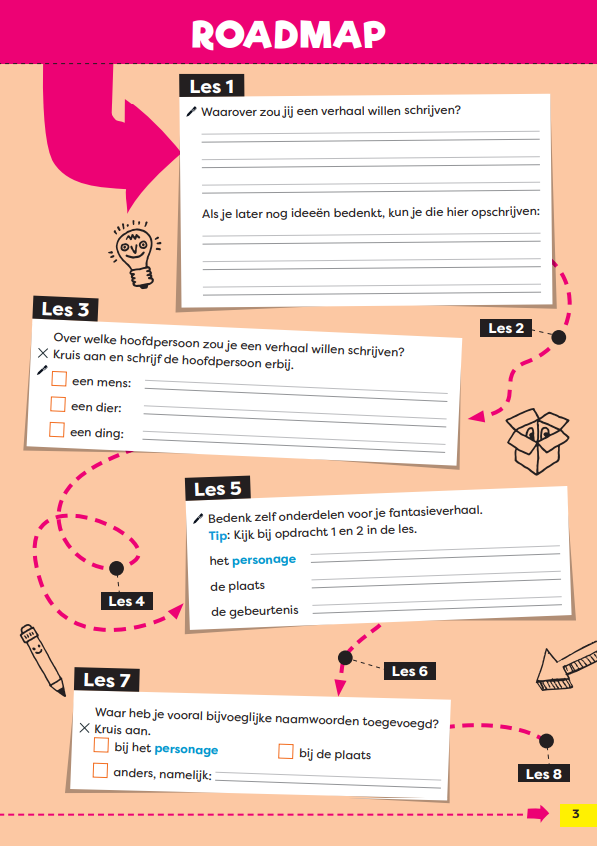 ROADMAP
Les 1
Waarover zou jij een verhaal willen schrijven?
Als je later nog ideeën bedenkt, kun je die hier opschrijven:
Les 2
Les 3
Over welke hoofdpersoon zou je een verhaal willen schrijven?
Kruis aan en schrijf de hoofdpersoon erbij.
een mens:
een dier:
een ding:
Les 4
Les 5
Bedenk zelf onderdelen voor je fantasieverhaal.
Tip: Kijk bij opdracht 1 en 2 in de les.
het personage
de plaats
de gebeurtenis
Les 6
Les 7
Waar heb je vooral bijvoeglijke naamwoorden toegevoegd?
Kruis aan.
bij het personage
bij de plaats
anders, namelijk:
Les 8
3